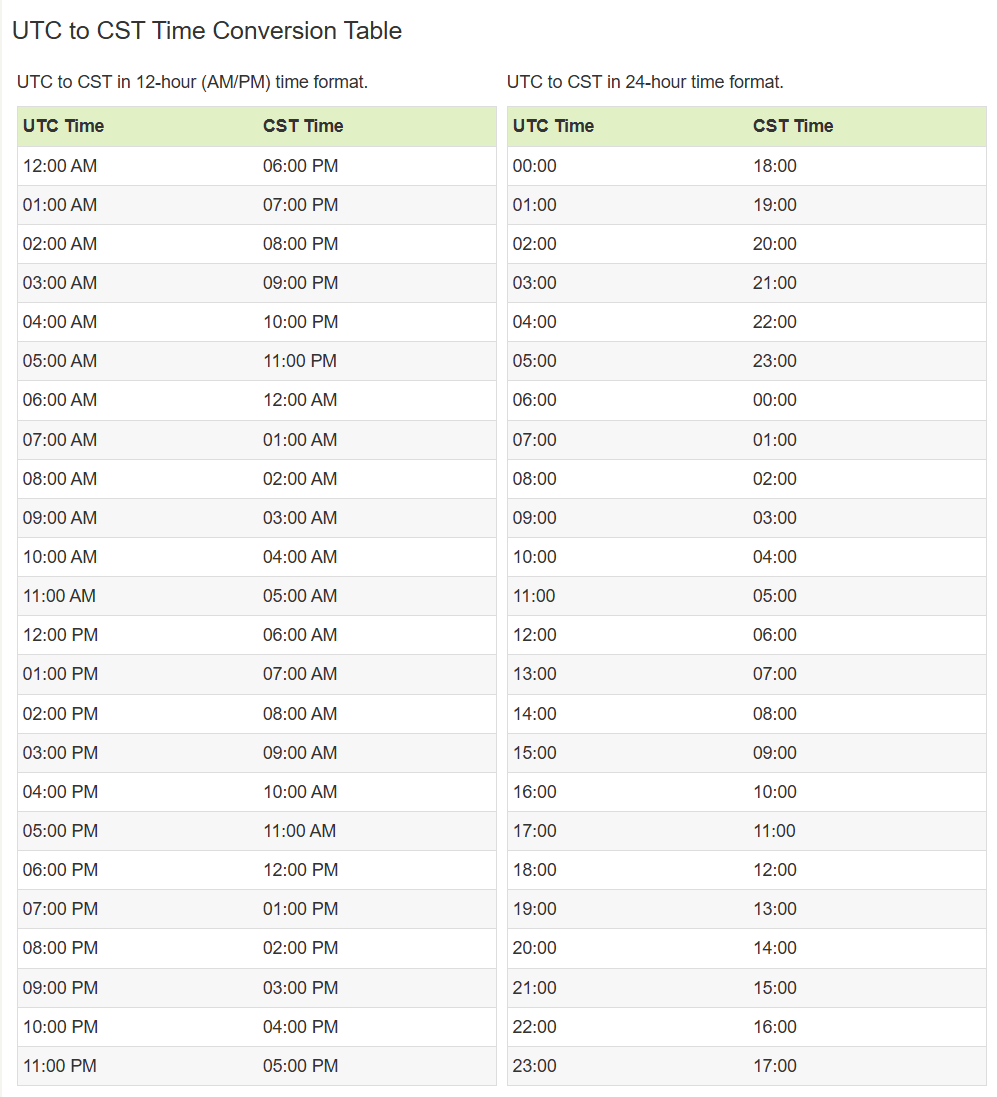 UTC to CST Time Conversion Table
UTC to CST in 12-hour (AM/PM) time format.
UTC Time CST Time
12:00 AM 06:00 PM
01:00 AM 07:00 PM
02:00 AM 08:00 PM
03:00 AM 09:00 PM
04:00 AM 10:00 PM
05:00 AM 11:00 PM
06:00 AM 12:00 AM
07:00 AM 01:00 AM
08:00 AM 02:00 AM
09:00 AM 03:00 AM
10:00 AM 04:00 AM
11:00 AM 05:00 AM
12:00 PM 06:00 AM
01:00 PM 07:00 AM
02:00 PM 08:00 AM
03:00 PM 09:00 AM
04:00 PM 10:00 AM
05:00 PM 11:00 AM
06:00 PM 12:00 PM
07:00 PM 01:00 PM
08:00 PM 02:00 PM
09:00 PM 03:00 PM
10:00 PM 04:00 PM
11:00 PM 05:00 PM
UTC to CST in 24-hour time format.
UTC Time CST Time
00:00 18:00
01:00 19:00
02:00 20:00
03:00 21:00
04:00 22:00
05:00 23:00
06:00 00:00
07:00 01:00
08:00 02:00
09:00 03:00
10:00 04:00
11:00 05:00
12:00 06:00
13:00 07:00
14:00 08:00
15:00 09:00
16:00 10:00
17:00 11:00
18:00 12:00
19:00 13:00
20:00 14:00
21:00 15:00
22:00 16:00
23:00 17:00